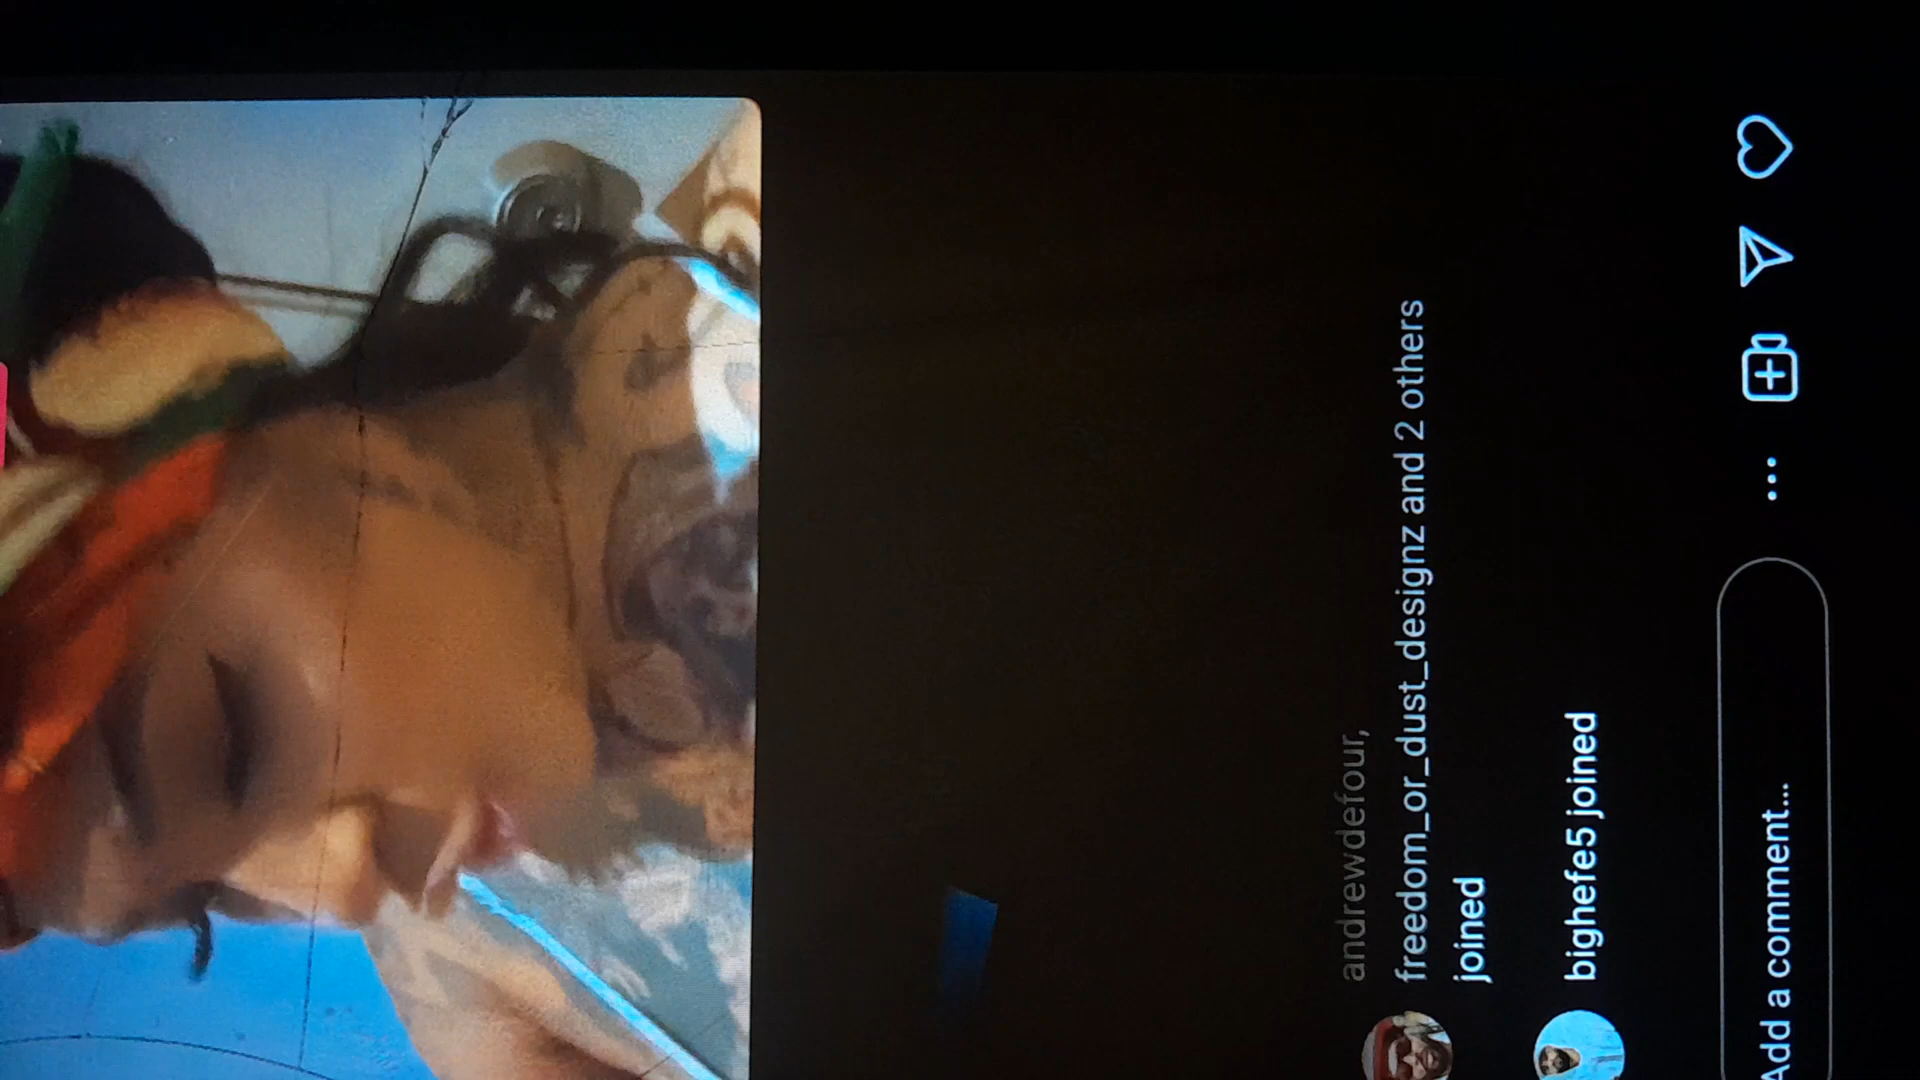 andrewdefour,
freedom_or_dust_designz and 2 others
joined
bighefe5 joined
Add a comment...